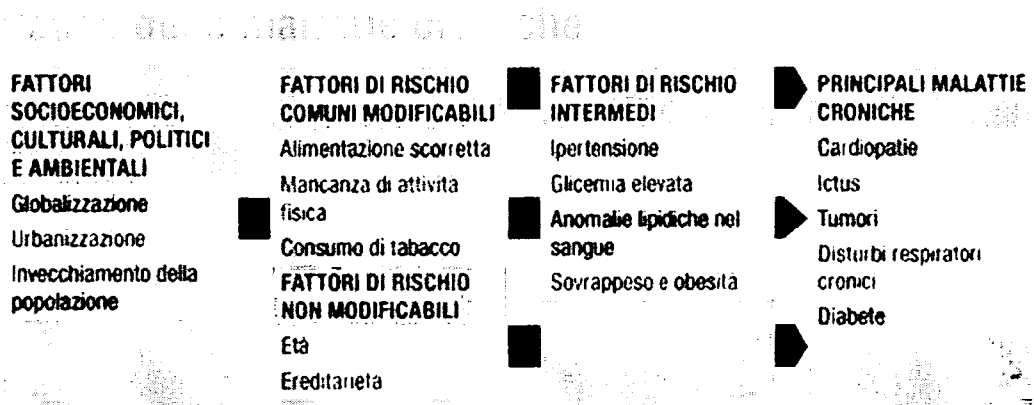 FATTORI
SOCIOECONOMICI,
CULTURALI, POLITICI
E AMBIENTALI
Globalizzazione
Urbanizzazione
Invecchiamento della
popolazione
FATTORI DI RISCHIO
COMUNI MODIFICABILI
Alimentazione scorretta
Mancanza di attività
fisica
Consumo di tabacco
FATTORI DI RISCHIO
NON MODIFICABILI
Età
Ereditarietà
FATTORI DI RISCHIO
INTERMEDI
Ipertensione
Glicemia elevata
Anomalie lipidiche nel
sangue
Sovrappeso e obesità
PRINCIPALI MALATTIE
CRONICHE
Cardiopatie
Ictus
Tumori
Disturbi respiratori
cronici
Diabete